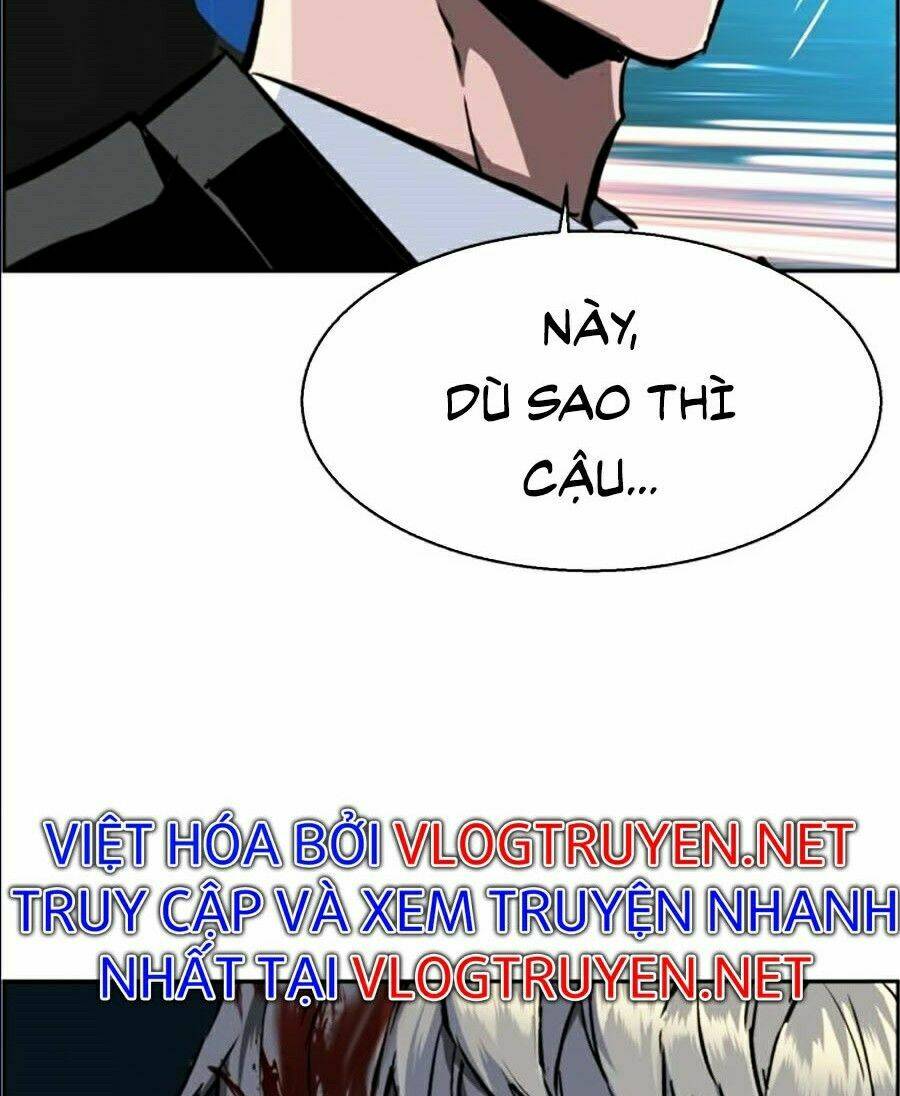 NÀY,
DÙ SAO THÌ
CẬU...
VIỆT HÓA BỞI VLOGTRUYEN.NET
TRUY CẬP VÀ XEM TRUYỆN NHANH
NHẤT TẠI VLOGTRUYEN.NET